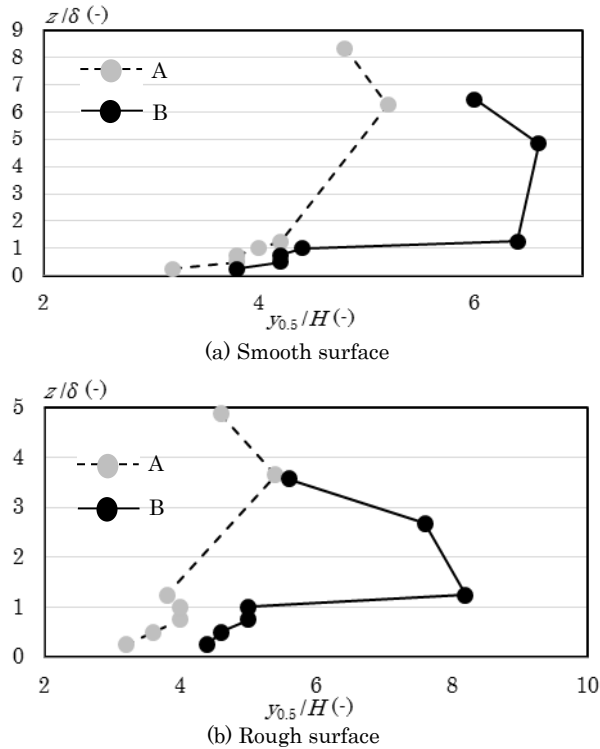 z/δ (-)
9
8
7
6
5
4
3
2
1
0
A
B
2 4 6
y0.5/H (-)
(a) Smooth surface
z/δ (-)
5
4
3
2
1
0
A
B
2 4 6 8 10
y0.5/H (-)
(b) Rough surface